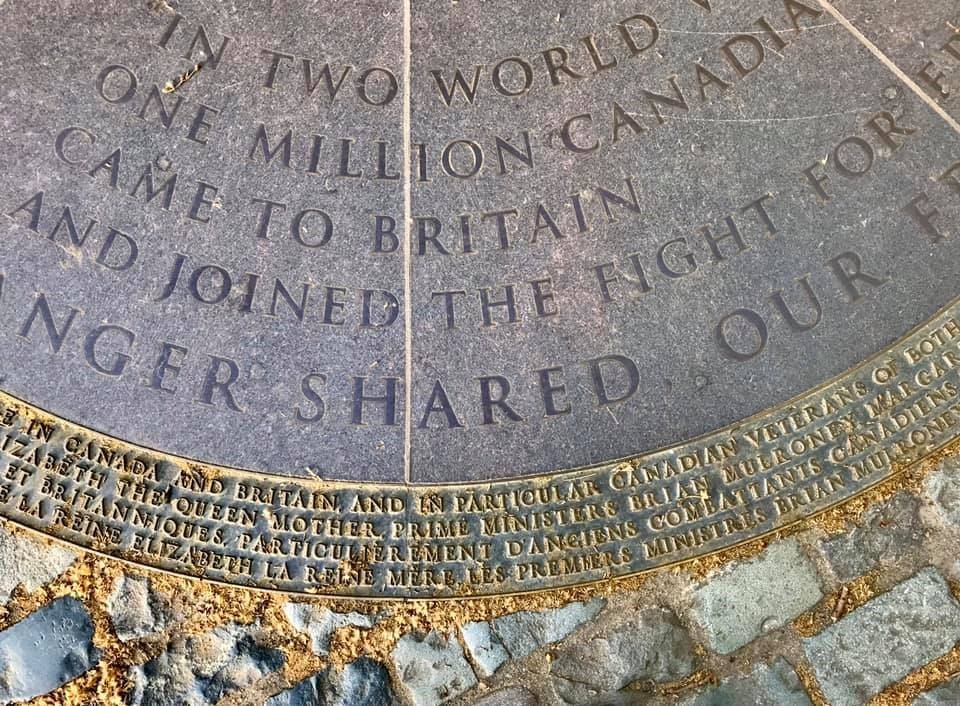 IN TWO WORLD
ONE MILLION CANADIA
CAME TO BRITAIN
AND JOINED THE FIGHT FOR
NGER SHARED OUR
E IN CANADA AND BRITAIN AND IN PARTICULAR CANADIAN VETERANS OF BOTH
IZABETH THE QUEEN MOTHER, PRIME MINISTERS BRIAN MULRONEY, MARGAR
ET BRITANNIQUES, PARTICULIÈREMENT D'ANCIENS COMBATTANTS CANADIENS
LA REINE ELIZABETH LA REINE MÈRE, LES PREMIERS MINISTRES BRIAN MULRONEY